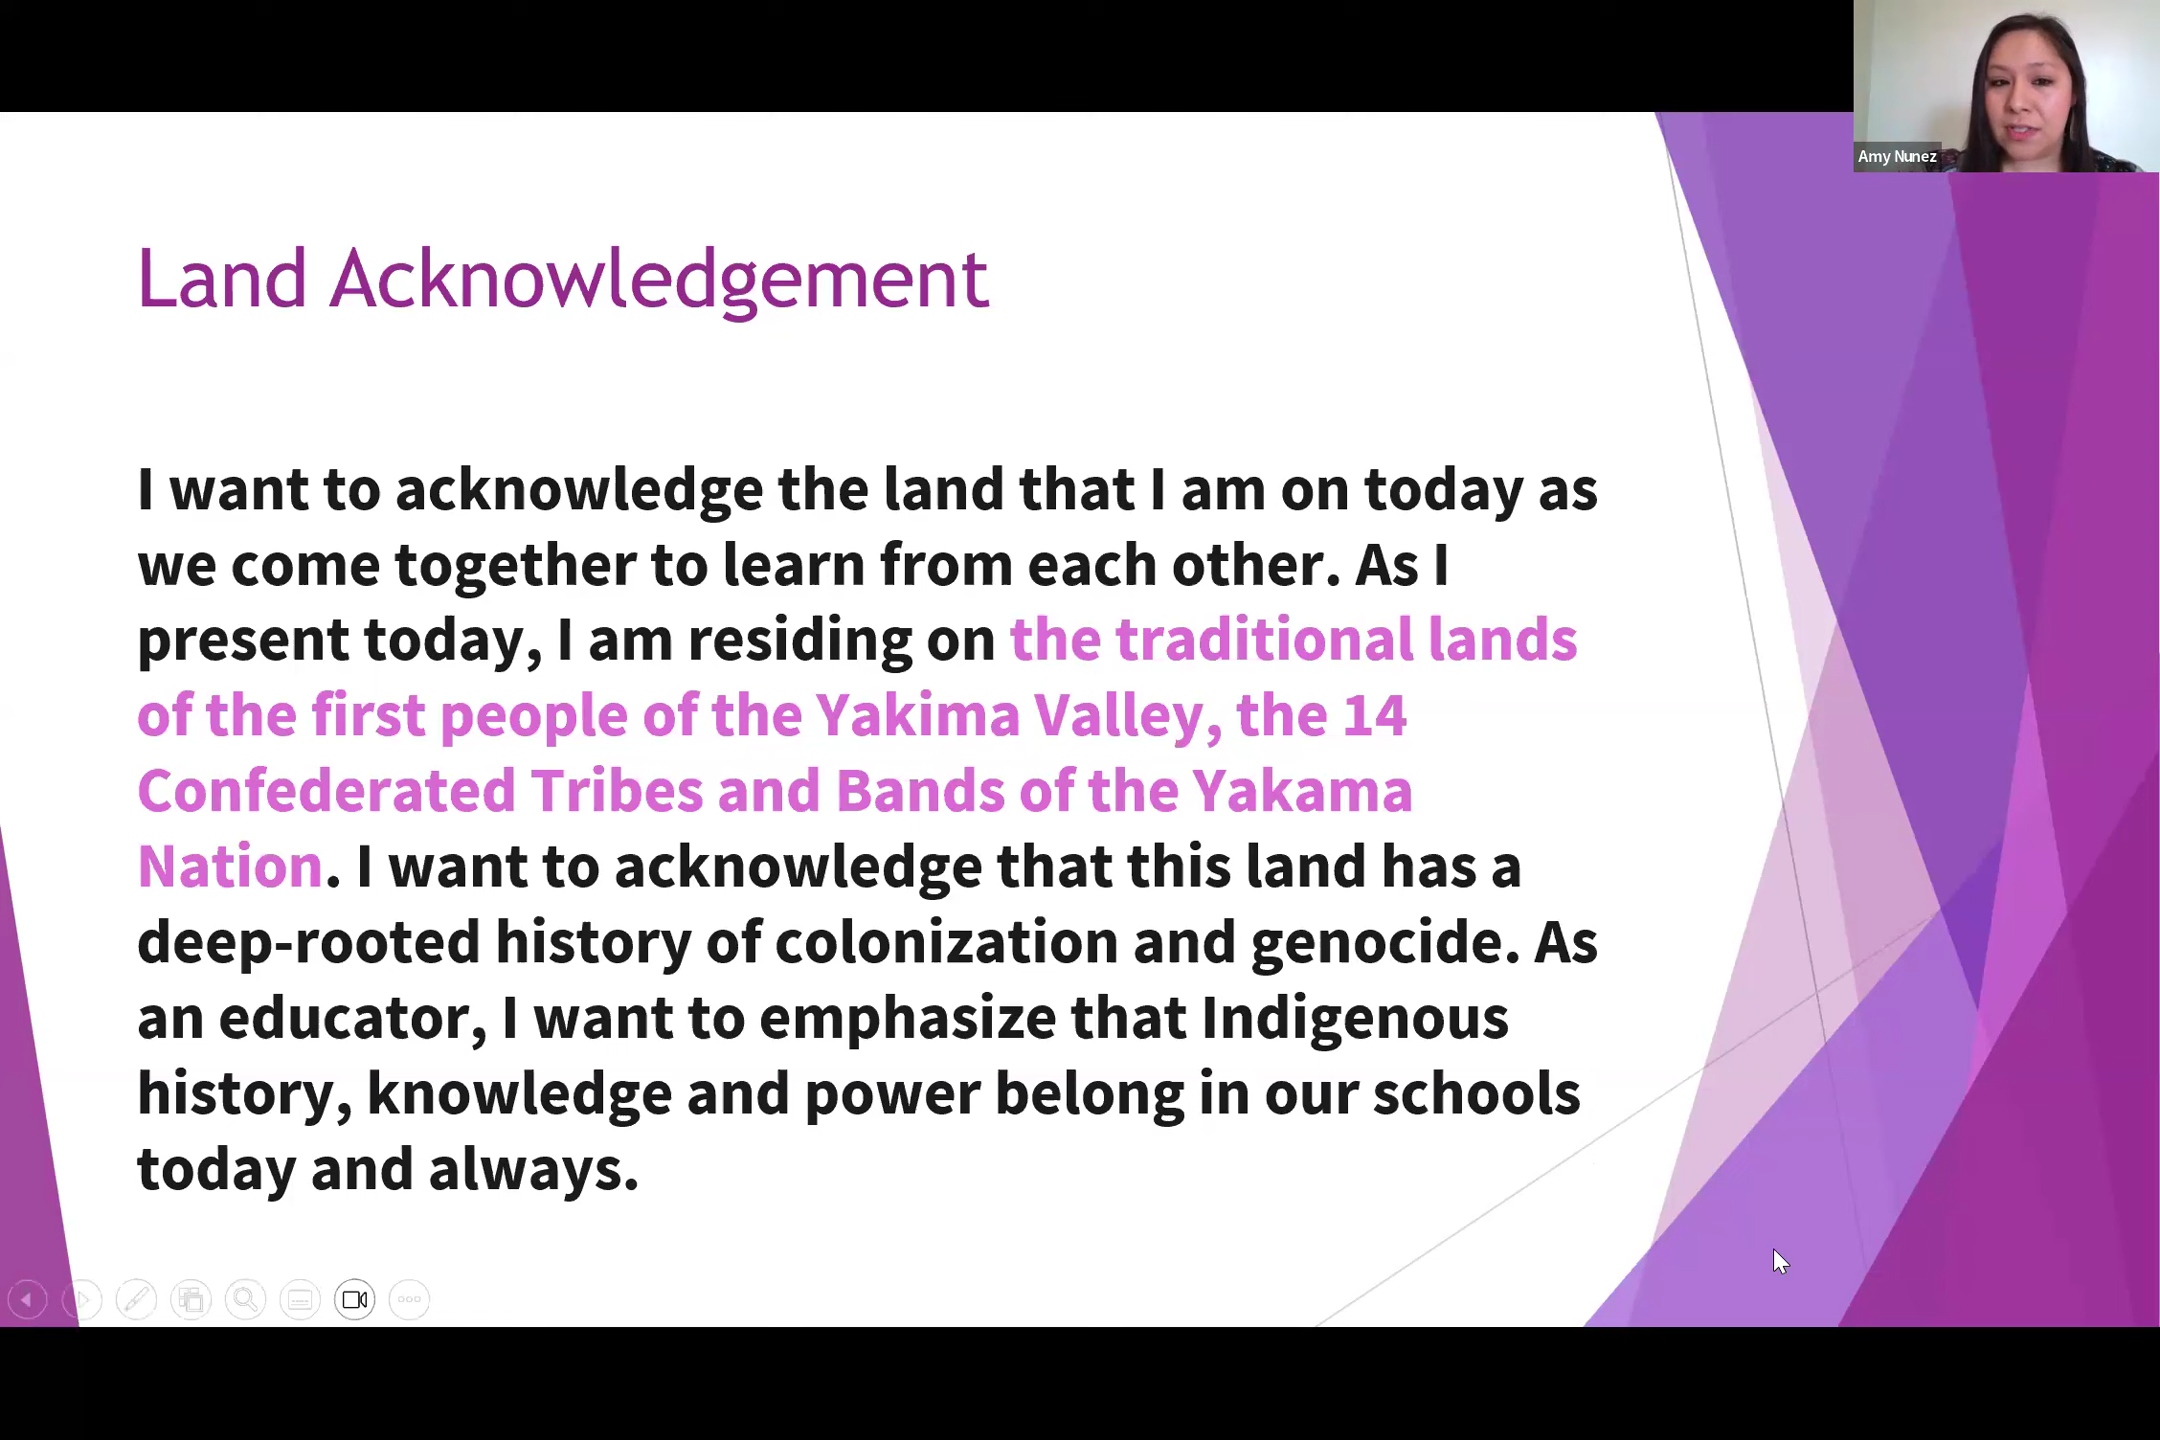 Amy Nunez
Land Acknowledgement
I want to acknowledge the land that I am on today as
we come together to learn from each other. As I
present today, I am residing on the traditional lands
of the first people of the Yakima Valley, the 14
Confederated Tribes and Bands of the Yakama
Nation. I want to acknowledge that this land has a
deep-rooted history of colonization and genocide. As
an educator, I want to emphasize that Indigenous
history, knowledge and power belong in our schools
today and always.